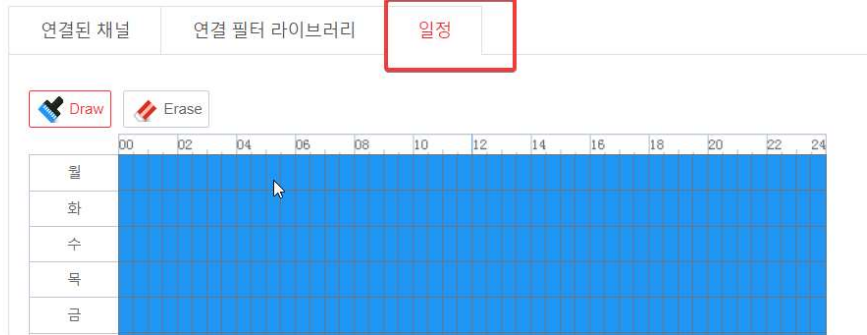 연결된 채널 연결 필터 라이브러리 일정
Draw Erase
00 02 04 06 08 10 12 14 16 18 20 22 24
월
화
수
목
금